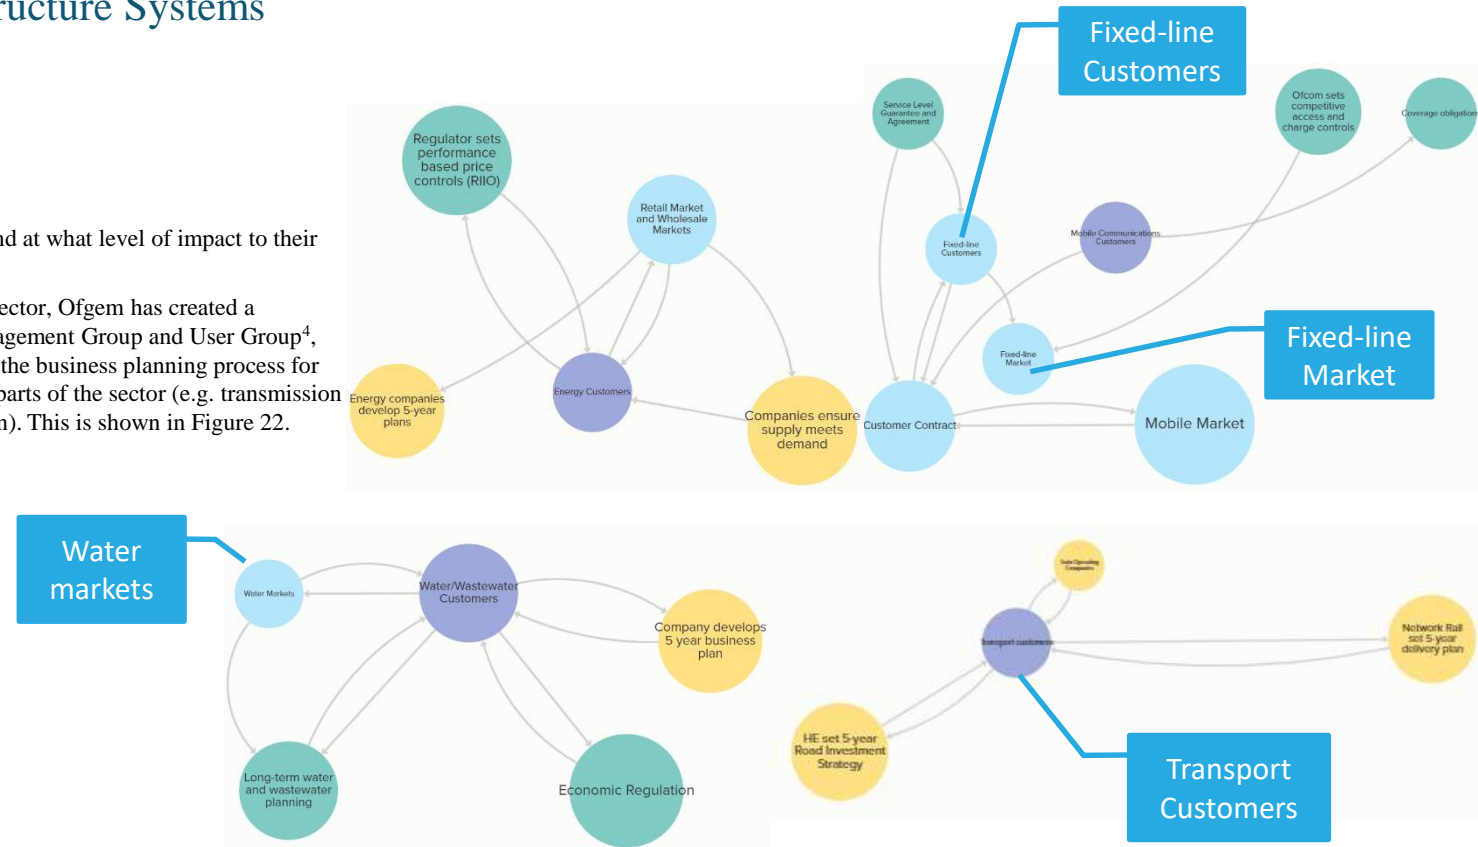 ructure Systems
nd at what level of impact to their
ector, Ofgem has created a
agement Group and User Group4,
the business planning process for
parts of the sector (e.g. transmission
n). This is shown in Figure 22.
Regulator sets
performance
based price
controls (RIIO)
Retail Market
and Wholesale
Markets
Energy Customers
Energy companies
develop 5-year
plans
Companies ensure
supply meets
demand
Fixed-line
Customers
Service Level
Guarantee and
Agreement
Ofcom sets
competitive
access and
charge controls
Coverage obligation
Fixed-line
Customers
Mobile Communications
Customers
Fixed-line
Market
Fixed-line
Market
Customer Contract
Mobile Market
Water
markets
Water Markets
Water/Wastewater
Customers
Company develops
5 year business
plan
Long-term water
and wastewater
planning
Economic Regulation
Train Operating
Companies
Transport customers
Network Rail
set 5-year
delivery plan
HE set 5-year
Road Investment
Strategy
Transport
Customers